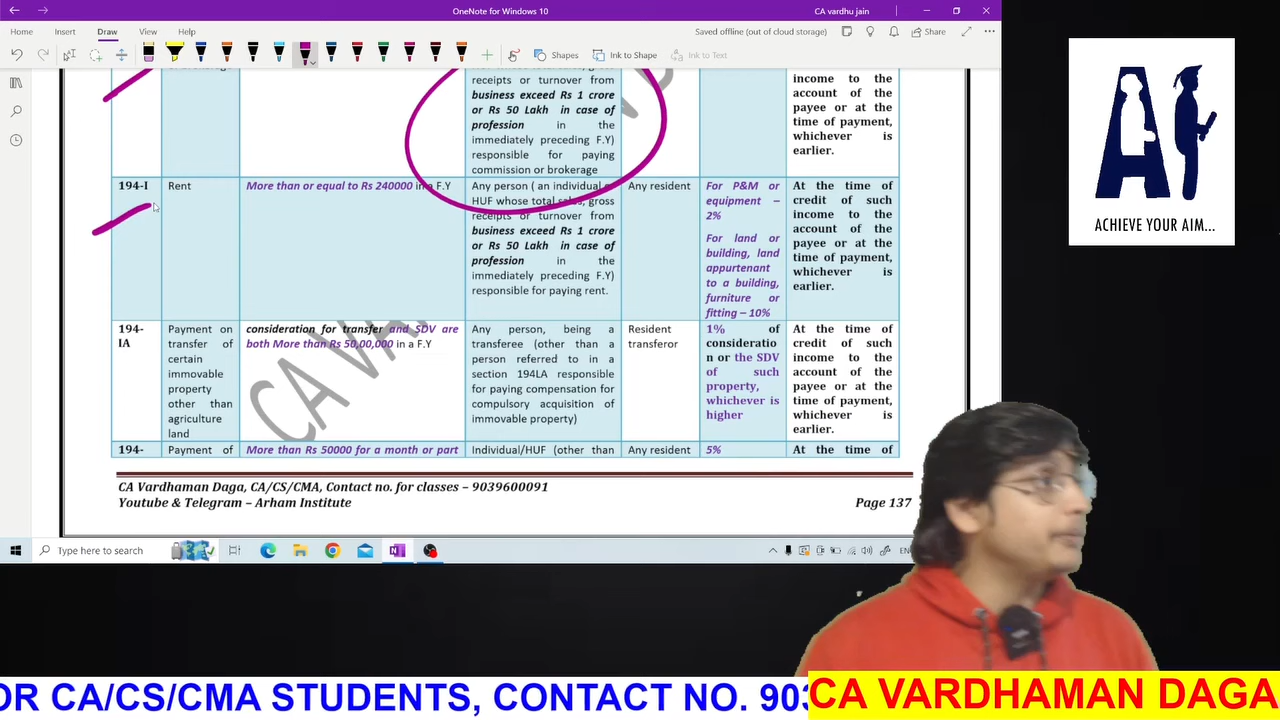 OneNote for Windows 10
CA vardhu jain
Home
Insert
Draw
View
Help
Saved offline (out of cloud storage)
Share
Shapes
Ink to Shape
Ink to Text
receipts or turnover from
business exceed Rs 1 crore
or Rs 50 Lakh in case of
profession in the
immediately preceding F.Y)
responsible for paying
commission or brokerage
income to the
account of the
payee or at the
time of payment,
whichever is
earlier.
194-I
Rent
More than or equal to Rs 240000 in a F.Y
Any person ( an individual
HUF whose total sales, gross
receipts or turnover from
business exceed Rs 1 crore
or Rs 50 Lakh in case of
profession in the
immediately preceding F.Y)
responsible for paying rent.
Any resident
For P&M or
equipment –
2%
For land or
building, land
appurtenant
to a building,
furniture or
fitting – 10%
At the time of
credit of such
income to the
account of the
payee or at the
time of payment,
whichever is
earlier.
194-
IA
Payment on
transfer of
certain
immovable
property
other than
agriculture
land
consideration for transfer and SDV are
both More than Rs 50,00,000 in a F.Y
Any person, being a
transferee (other than a
person referred to in a
section 194LA responsible
for paying compensation for
compulsory acquisition of
immovable property)
Resident
transferor
1% of
consideratio
n or the SDV
of such
property,
whichever is
higher
At the time of
credit of such
income to the
account of the
payee or at the
time of payment,
whichever is
earlier.
194-
Payment of
More than Rs 50000 for a month or part
Individual/HUF (other than
Any resident
5%
At the time of
CA VA
CA Vardhaman Daga, CA/CS/CMA, Contact no. for classes – 9039600091
Youtube & Telegram – Arham Institute
Page 137
Type here to search
ACHIEVE YOUR AIM...
OR CA/CS/CMA STUDENTS, CONTACT NO. 903
CA VARDHAMAN DAGA